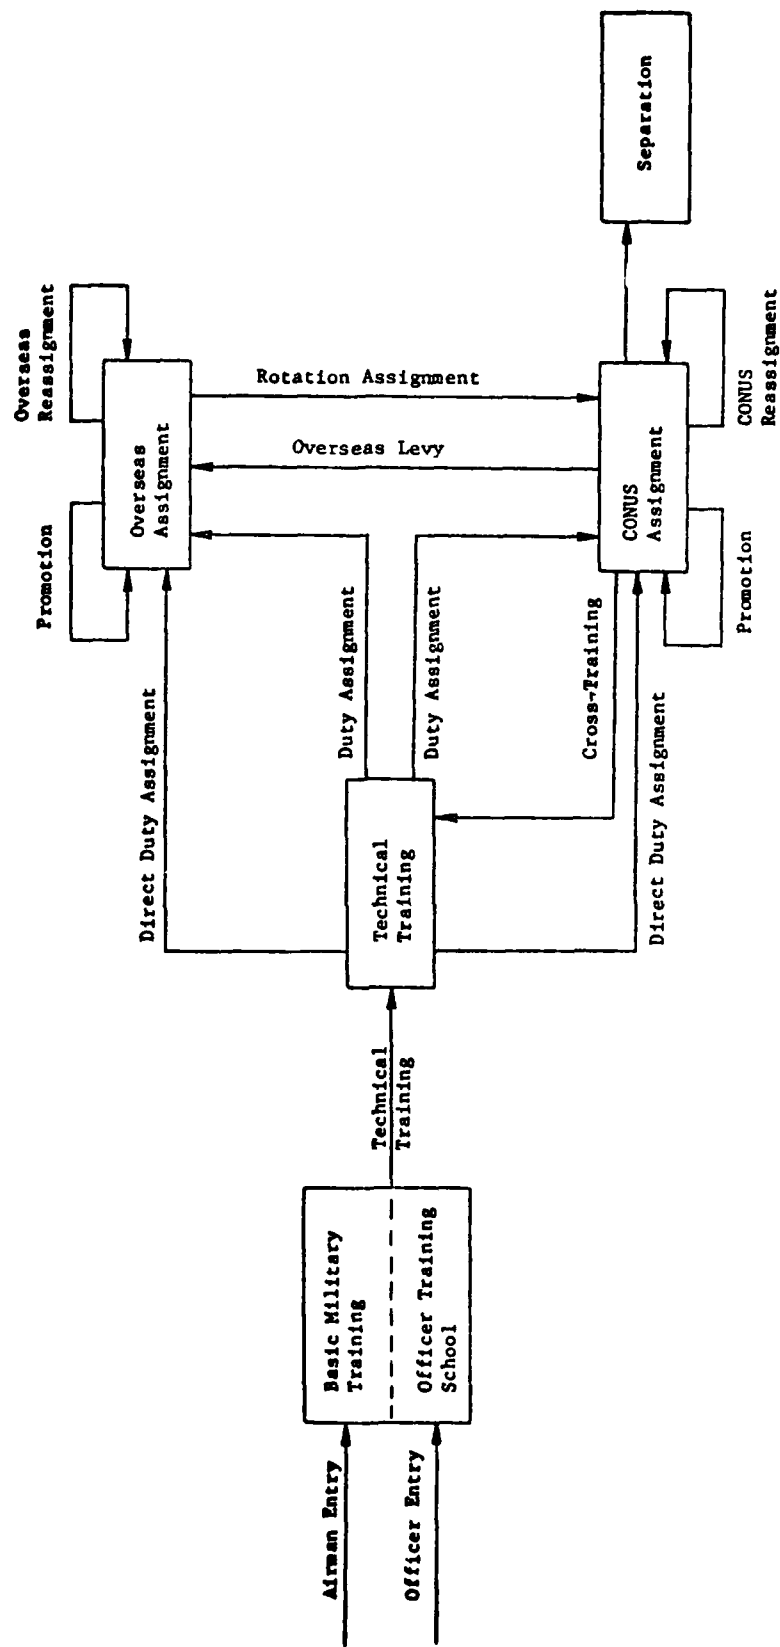 Airman Entry
Officer Entry
Basic Military
Training
Officer Training
School
Technical
Training
Technical
Training
Direct Duty Assignment
Duty Assignment
Duty Assignment
Cross-Training
Direct Duty Assignment
Promotion
Overseas
Reassignment
Overseas
Assignment
Overseas Levy
Rotation Assignment
CONUS
Assignment
Promotion
CONUS
Reassignment
Separation